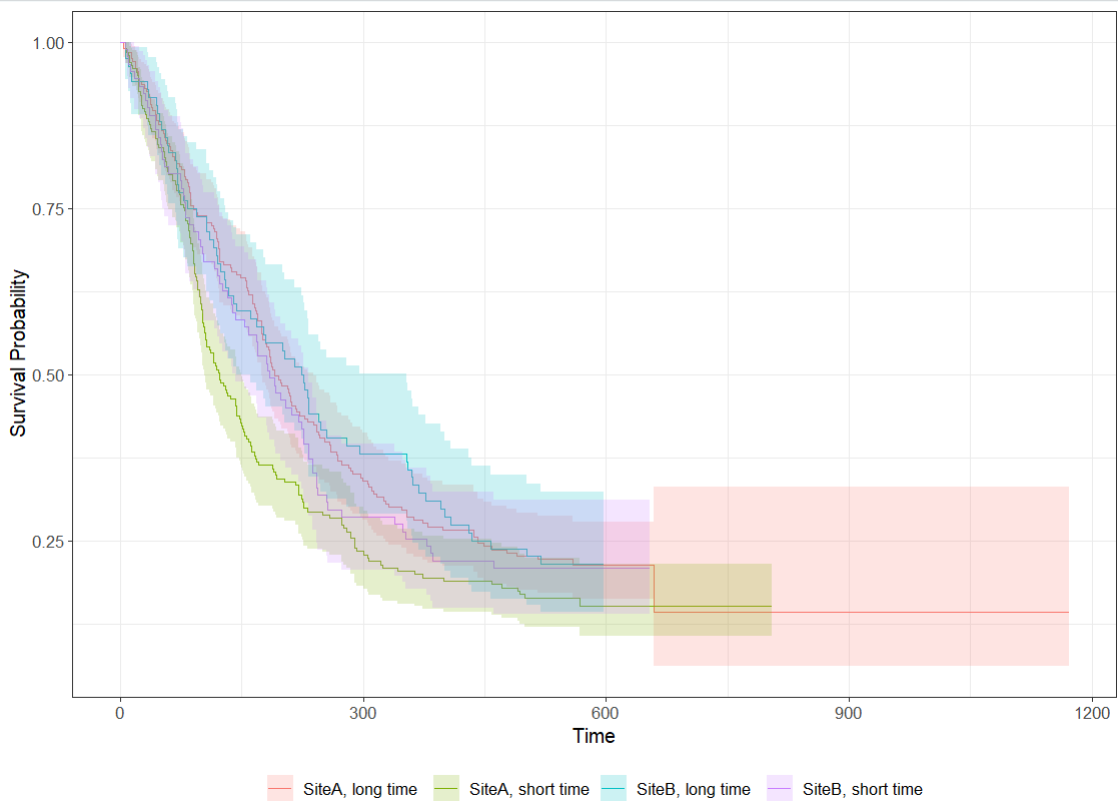 1.00
0.75
0.50
0.25
Survival Probability
0 300 600 900 1200
Time
SiteA, long time SiteA, short time SiteB, long time SiteB, short time